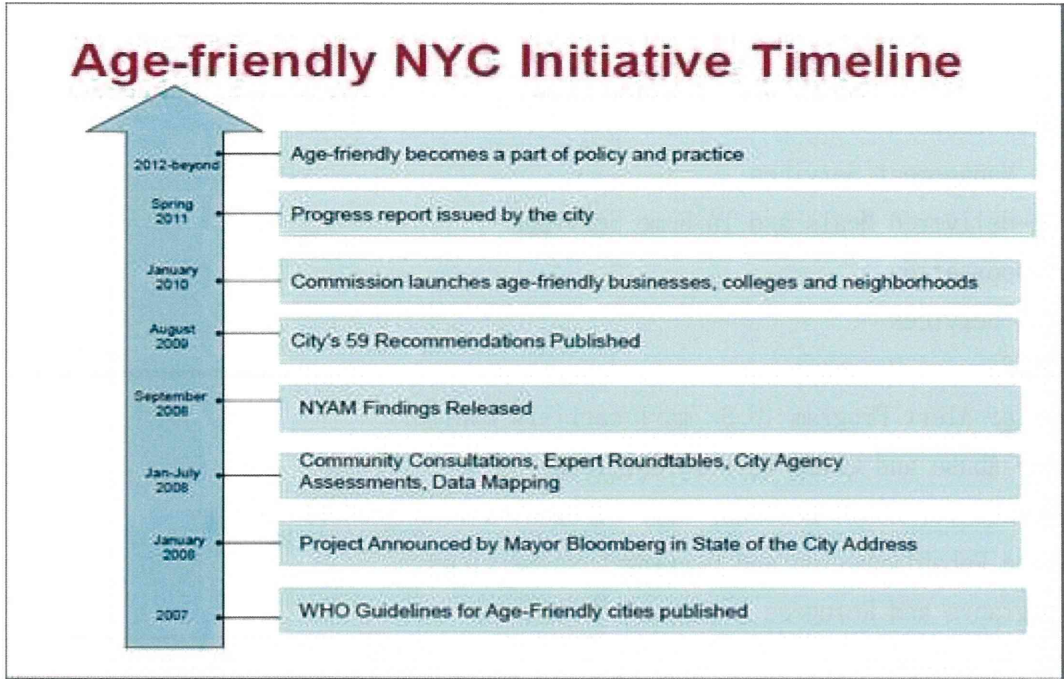 Age-friendly NYC Initiative Timeline
2012-beyond
Age-friendly becomes a part of policy and practice
Spring
2011
Progress report issued by the city
January
2010
Commission launches age-friendly businesses, colleges and neighborhoods
August
2009
City's 59 Recommendations Published
September
2008
NYAM Findings Released
Jan-July
2008
Community Consultations, Expert Roundtables, City Agency
Assessments, Data Mapping
January
2008
Project Announced by Mayor Bloomberg in State of the City Address
2007
WHO Guidelines for Age-Friendly cities published